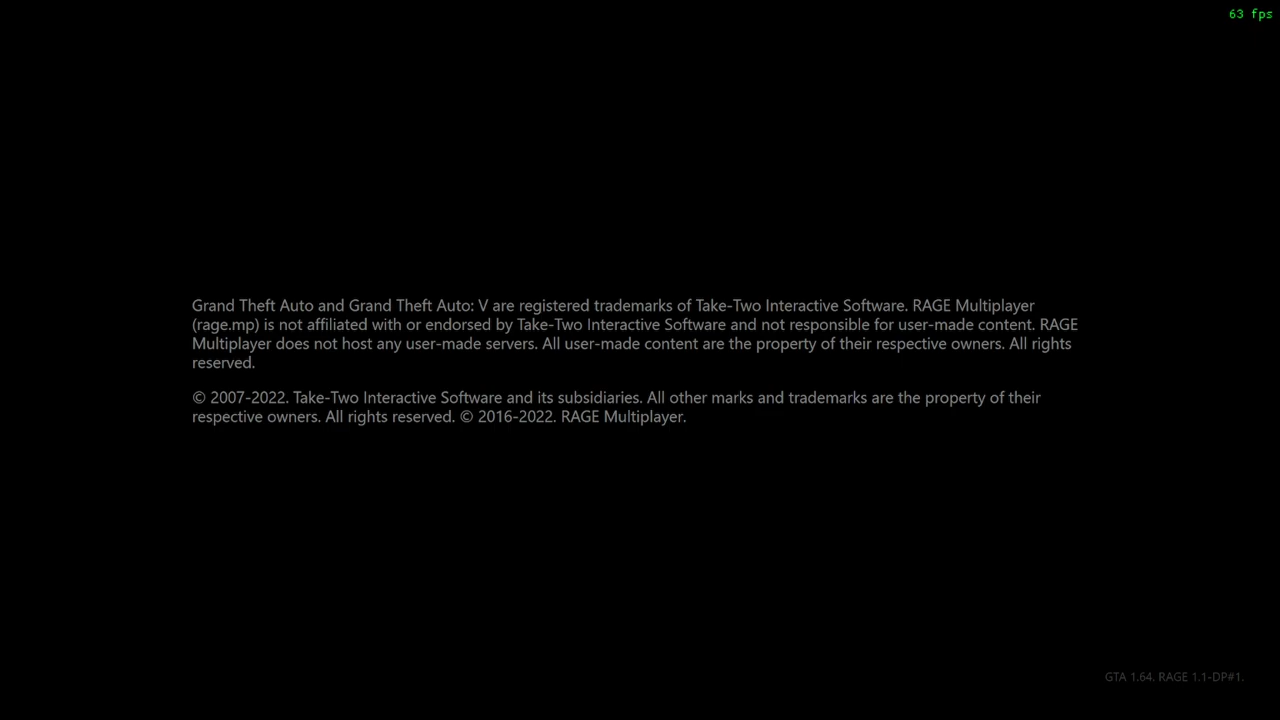 63 fps
Grand Theft Auto and Grand Theft Auto: V are registered trademarks of Take-Two Interactive Software. RAGE Multiplayer
(rage.mp) is not affiliated with or endorsed by Take-Two Interactive Software and not responsible for user-made content. RAGE
Multiplayer does not host any user-made servers. All user-made content are the property of their respective owners. All rights
reserved.
© 2007-2022. Take-Two Interactive Software and its subsidiaries. All other marks and trademarks are the property of their
respective owners. All rights reserved. © 2016-2022. RAGE Multiplayer.
GTA 1.64. RAGE 1.1-DP#1.